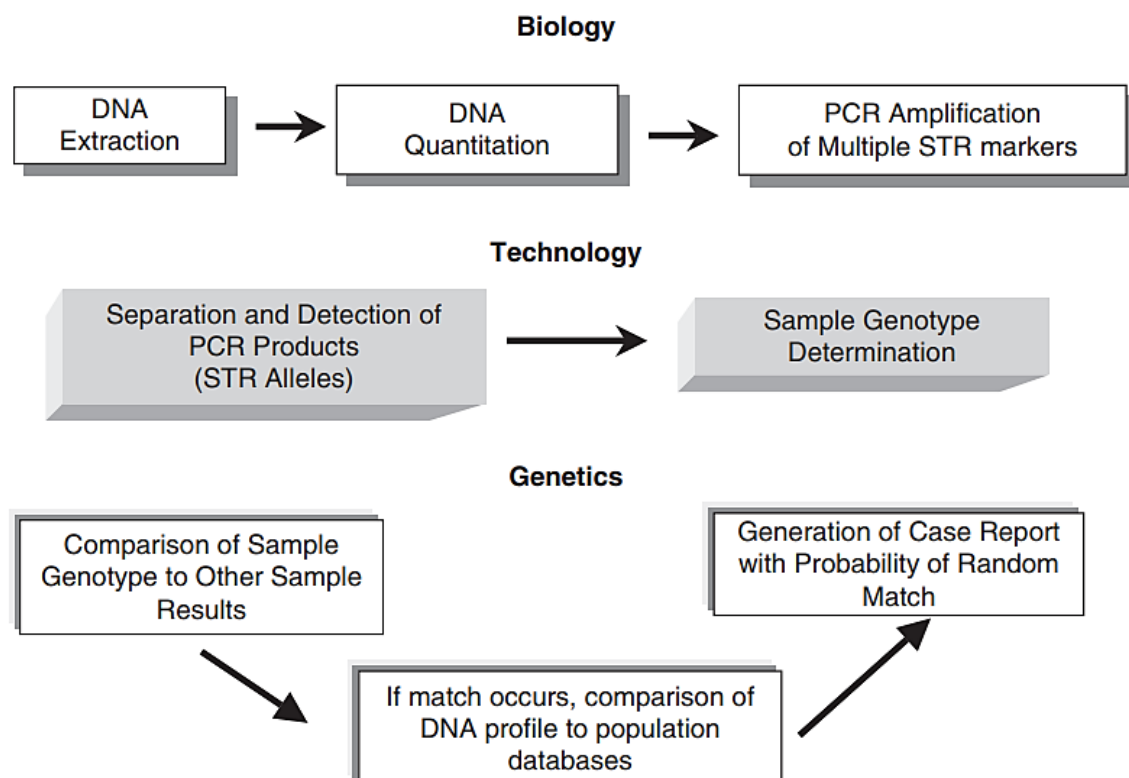 Biology
DNA
Extraction
DNA
Quantitation
PCR Amplification
of Multiple STR markers
Technology
Separation and Detection of
PCR Products
(STR Alleles)
Sample Genotype
Determination
Genetics
Comparison of Sample
Genotype to Other Sample
Results
If match occurs, comparison of
DNA profile to population
databases
Generation of Case Report
with Probability of Random
Match